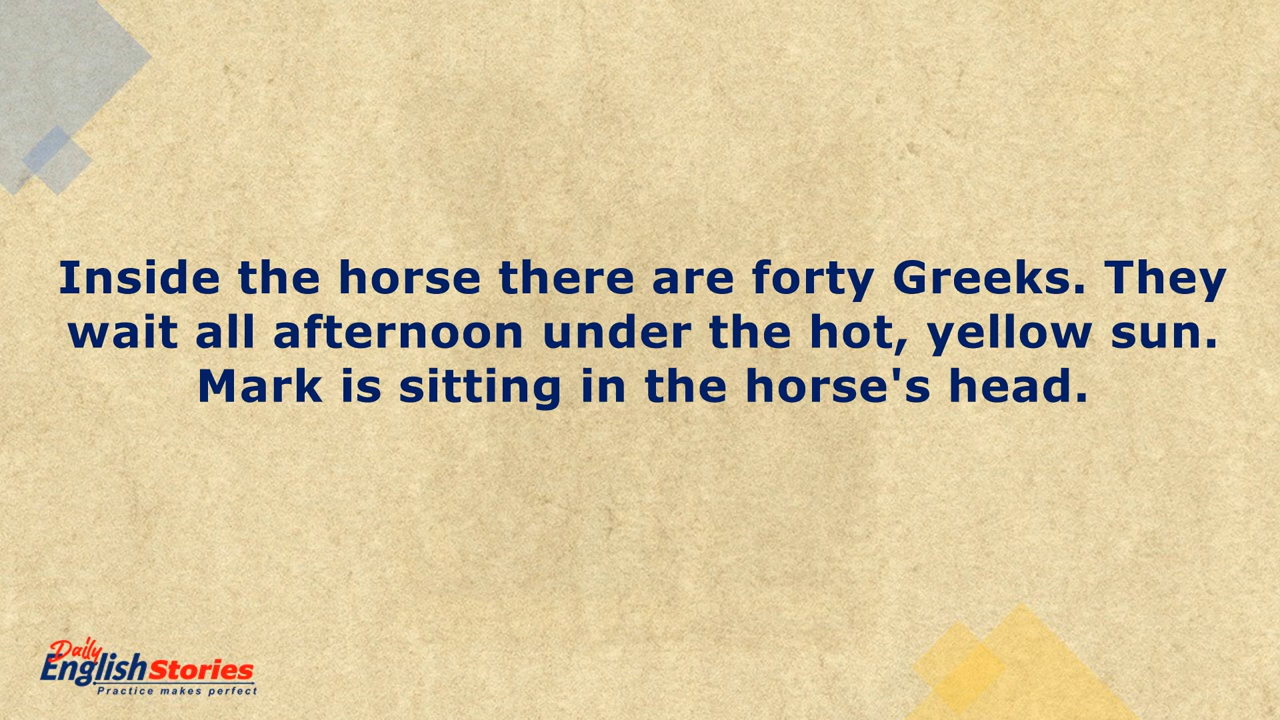 Inside the horse there are forty Greeks. They
wait all afternoon under the hot, yellow sun.
Mark is sitting in the horse's head.
Daily
English Stories
Practice makes perfect